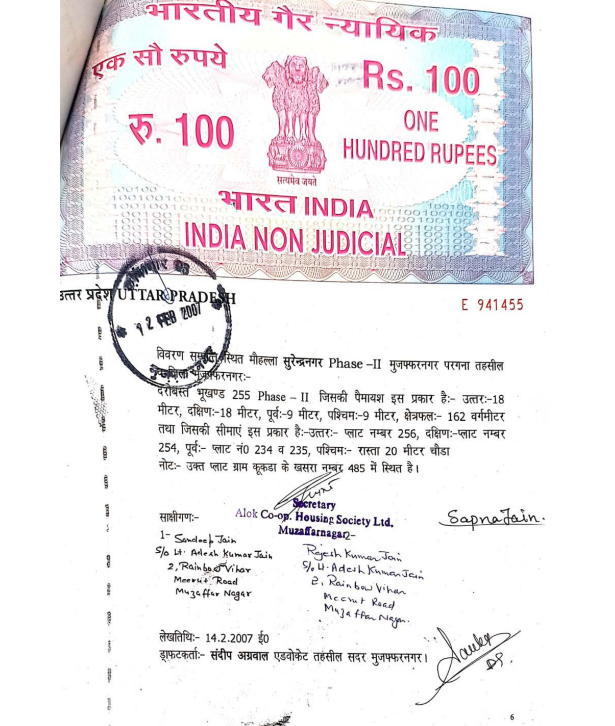 भारतीय गैर न्यायिक
एक सौ रुपये
Rs. 100
रु. 100
ONE
HUNDRED RUPEES
सत्यमेव जयते
भारत INDIA
INDIA NON JUDICIAL
उत्तर प्रदेश UTTAR PRADESH
E 941455
12 FEB 2007
विवरण सम्पत्ति स्थित मौहल्ला सुरेन्द्रनगर Phase –II मुजफ्फरनगर परगना तहसील
मुजफ्फरनगरः-
दरोबस्त भूखण्ड 255 Phase – II जिसकी पैमायश इस प्रकार हैः- उत्तरः-18
मीटर, दक्षिणः-18 मीटर, पूर्वः-9 मीटर, पश्चिमः-9 मीटर, क्षेत्रफलः- 162 वर्गमीटर
तथा जिसकी सीमाएं इस प्रकार हैः-उत्तरः- प्लाट नम्बर 256, दक्षिणः-प्लाट नम्बर
254, पूर्वः- प्लाट नं0 234 व 235, पश्चिमः- रास्ता 20 मीटर चौडा
नोटः- उक्त प्लाट ग्राम कूकडा के खसरा नम्बर 485 में स्थित है।
Secretary
Alok Co-op. Housing Society Ltd.
Muzaffarnagar
Sapna Jain.
साक्षीगणः-
1- Sandeep Jain
S/o Lt. Adesh Kumar Jain
2, Rainbow Vihar
Meerut Road
Muzaffar Nagar
2-
Rajesh Kumar Jain
S/o Lt. Adesh Kumar Jain
2, Rainbow Vihar
Meerut Road
Muzaffar Nagar.
लेखतिथिः- 14.2.2007 ई0
ड्राफटकर्ताः- संदीप अग्रवाल एडवोकेट तहसील सदर मुजफ्फरनगर।
6